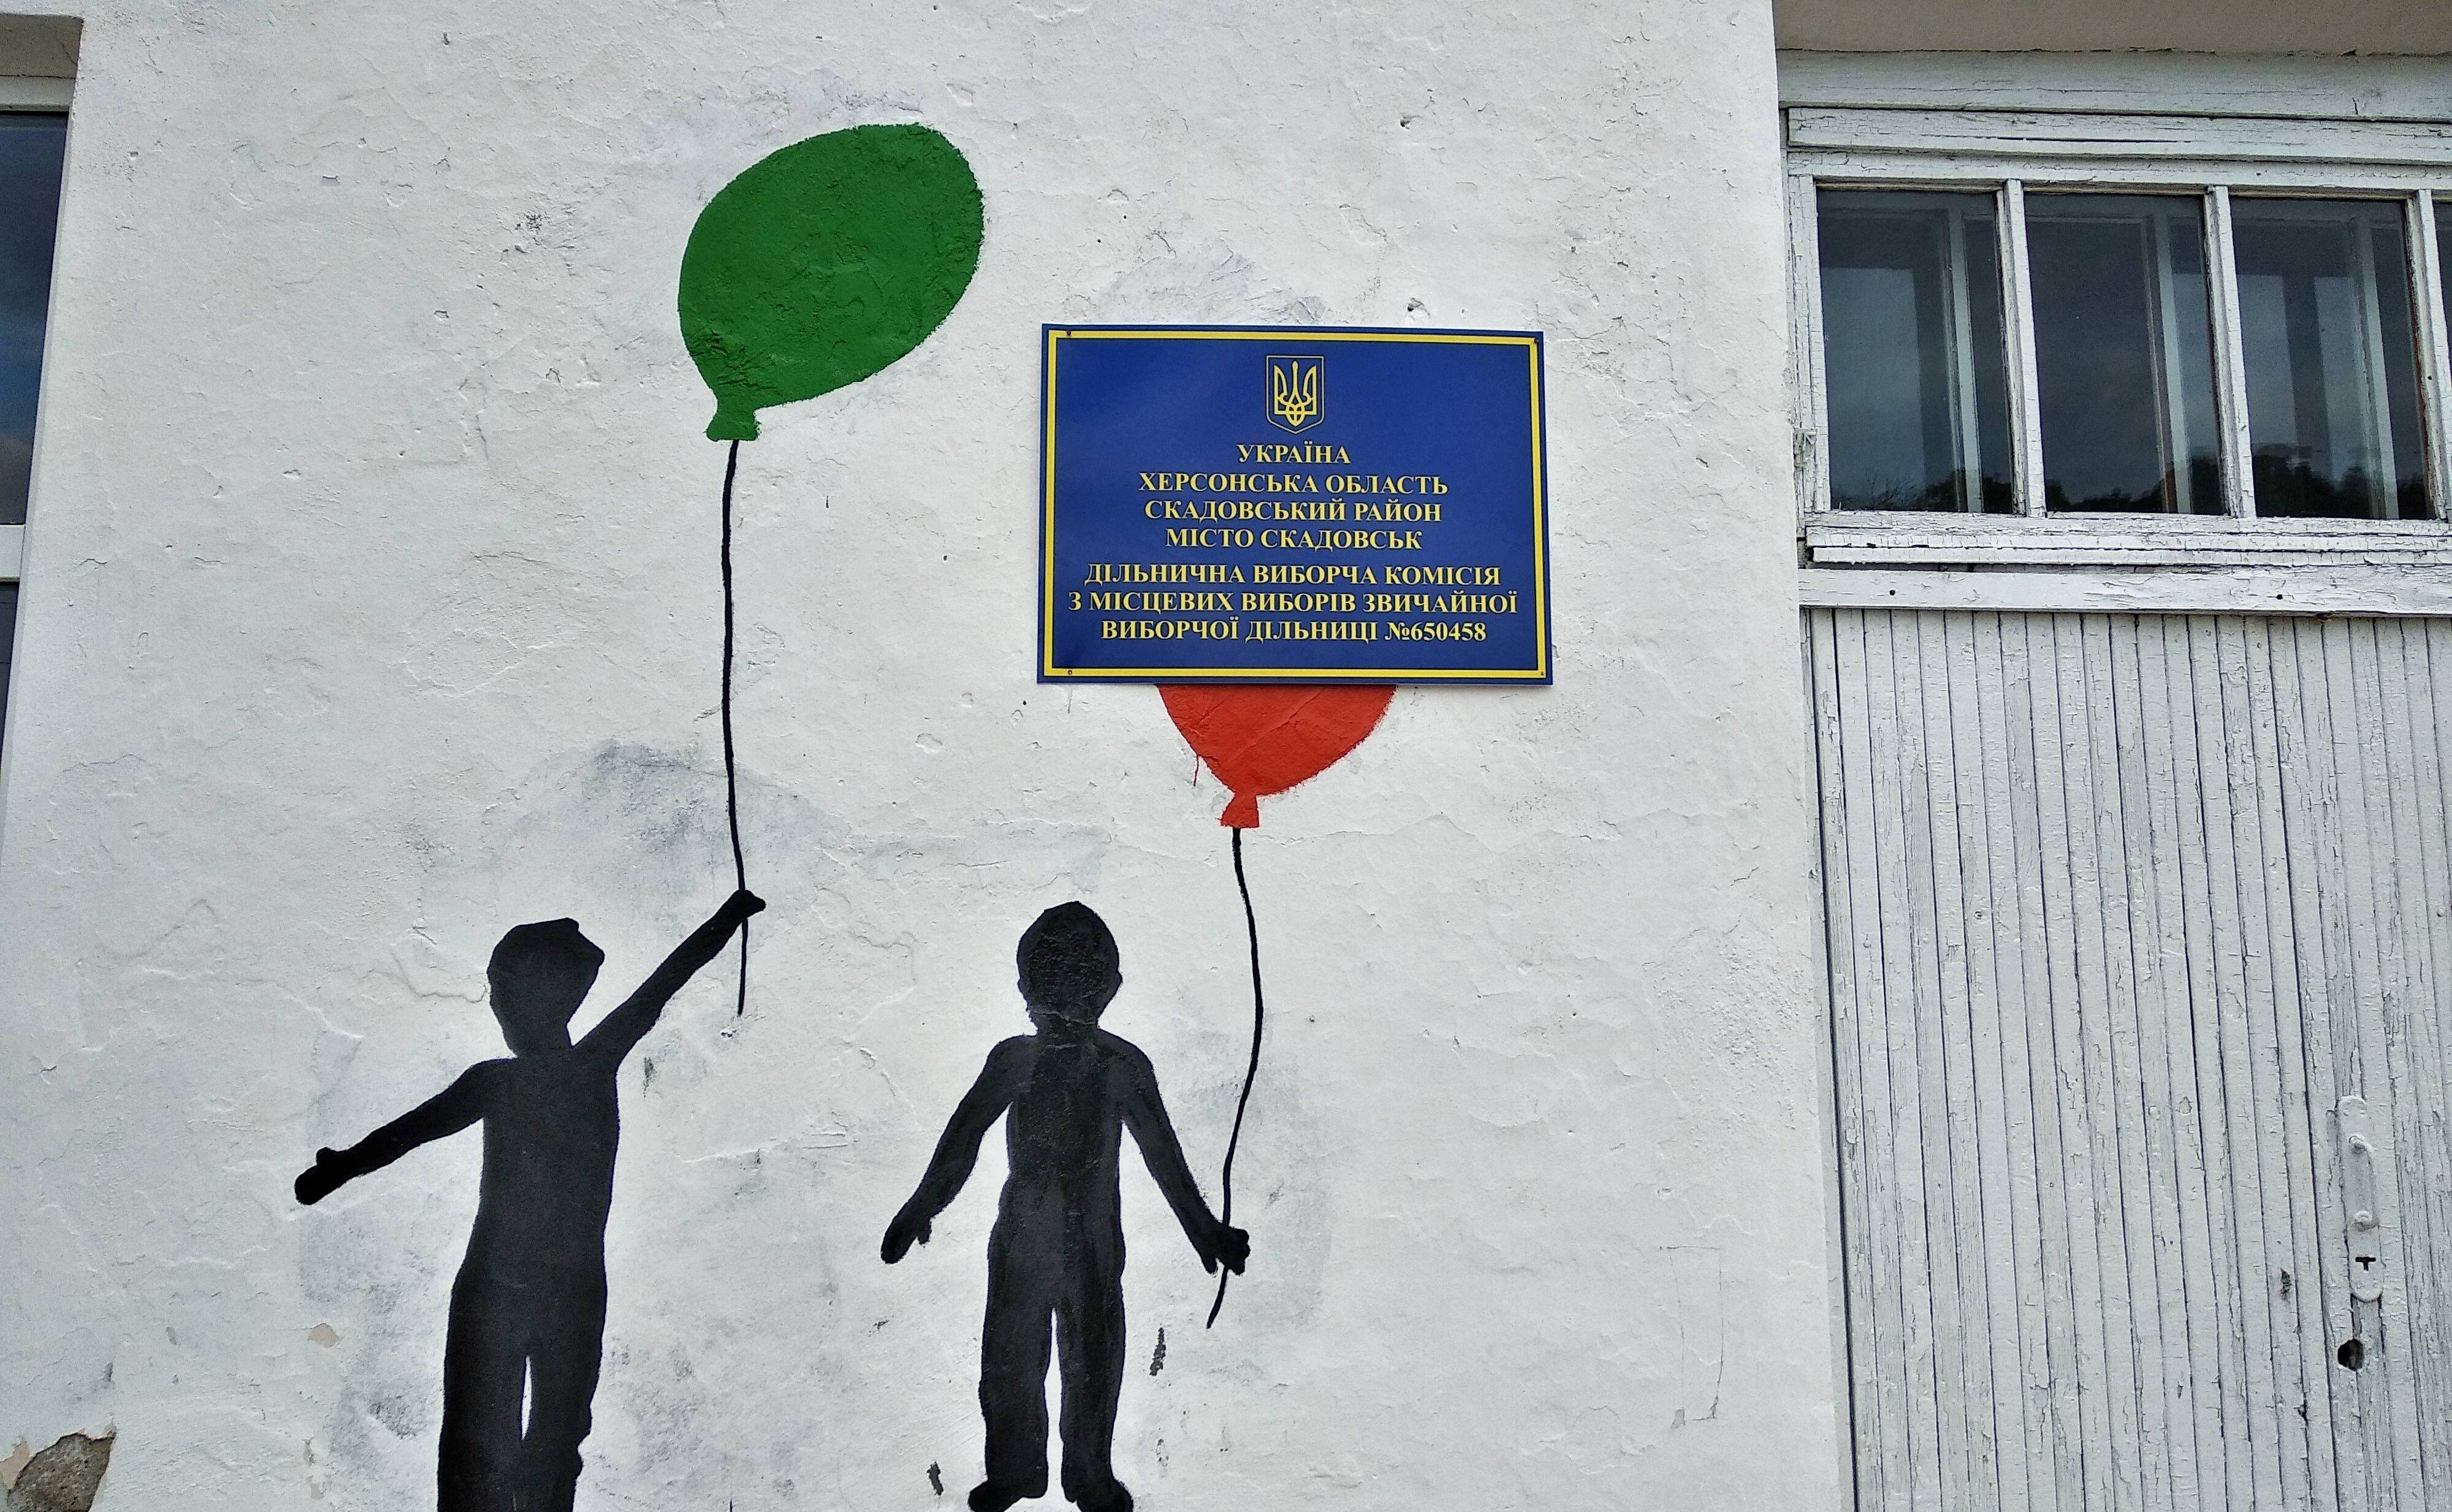 УКРАЇНА
ХЕРСОНСЬКА ОБЛАСТЬ
СКАДОВСЬКИЙ РАЙОН
МІСТО СКАДОВСЬК
ДІЛЬНИЧНА ВИБОРЧА КОМІСІЯ
З МІСЦЕВИХ ВИБОРІВ ЗВИЧАЙНОЇ
ВИБОРЧОЇ ДІЛЬНИЦІ №650458